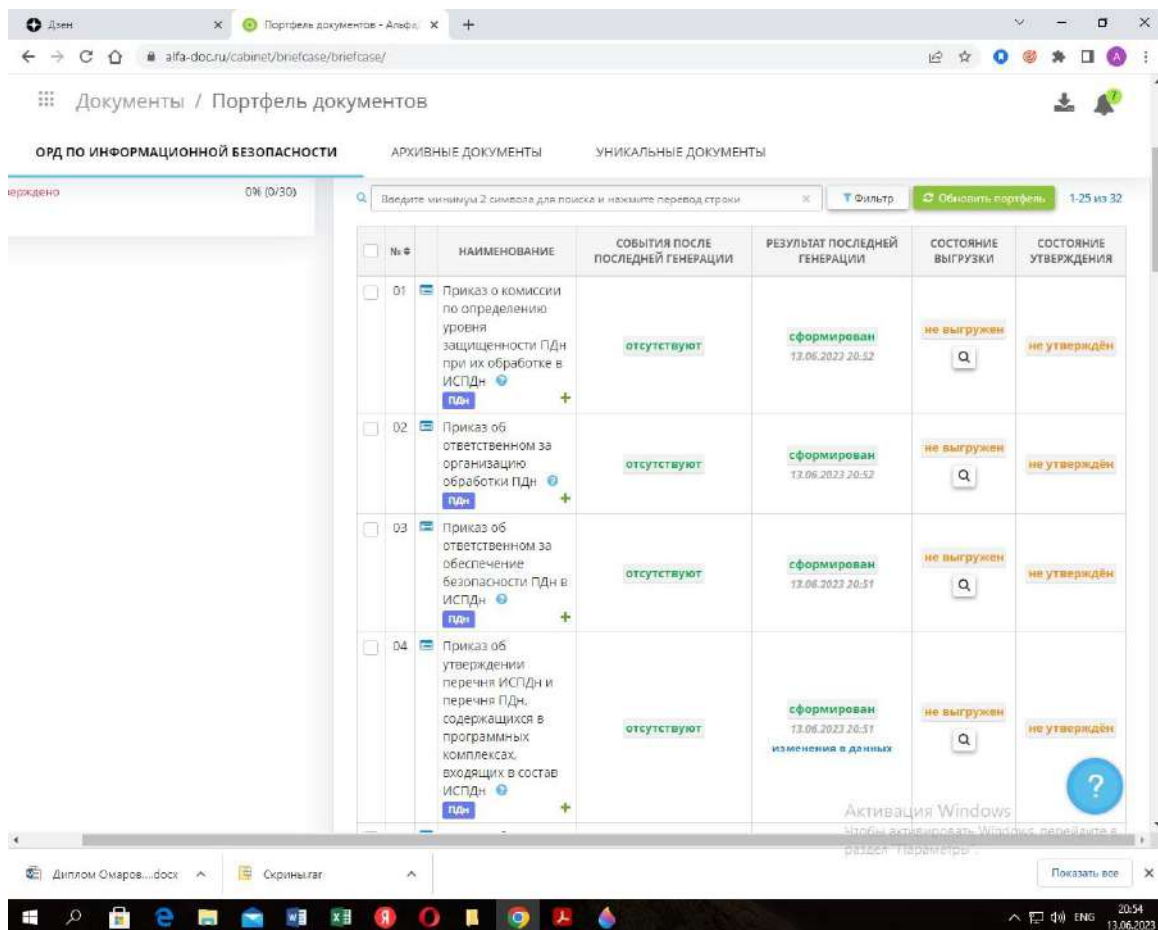 Дзен
Портфель документов - Альфа
alfa-doc.ru/cabinet/briefcase/briefcase/
A
Документы / Портфель документов
7
ОРД ПО ИНФОРМАЦИОННОЙ БЕЗОПАСНОСТИ АРХИВНЫЕ ДОКУМЕНТЫ УНИКАЛЬНЫЕ ДОКУМЕНТЫ
ерждено 0% (0/30)
Введите минимум 2 символа для поиска и нажмите перевод строки
Фильтр
Обновить портфель
1-25 из 32
№ НАИМЕНОВАНИЕ
СОБЫТИЯ ПОСЛЕ
ПОСЛЕДНЕЙ ГЕНЕРАЦИИ
РЕЗУЛЬТАТ ПОСЛЕДНЕЙ
ГЕНЕРАЦИИ
СОСТОЯНИЕ
ВЫГРУЗКИ
СОСТОЯНИЕ
УТВЕРЖДЕНИЯ
01 Приказ о комиссии
по определению
уровня
защищенности ПДн
при их обработке в
ИСПДн
ПДн
отсутствуют
сформирован
13.06.2023 20:52
не выгружен
не утверждён
02 Приказ об
ответственном за
организацию
обработки ПДн
ПДн
отсутствуют
сформирован
13.06.2023 20:52
не выгружен
не утверждён
03 Приказ об
ответственном за
обеспечение
безопасности ПДн в
ИСПДн
ПДн
отсутствуют
сформирован
13.06.2023 20:51
не выгружен
не утверждён
04 Приказ об
утверждении
перечня ИСПДн и
перечня ПДн,
содержащихся в
программных
комплексах,
входящих в состав
ИСПДн
ПДн
отсутствуют
сформирован
13.06.2023 20:51
изменения в данных
не выгружен
не утверждён
?
Активация Windows
Чтобы активировать Windows, перейдите в
раздел "Параметры".
Диплом Омаров....docx
Скрины.rar
Показать все
ENG
20:54
13.06.2023